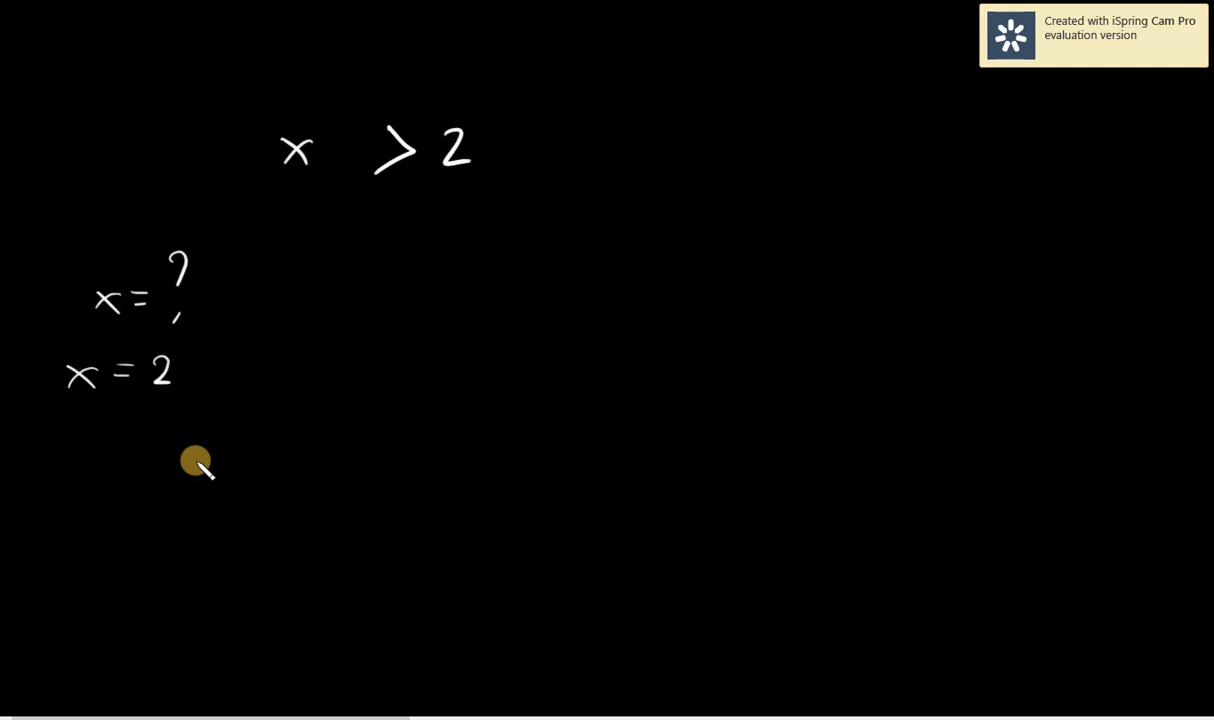 Created with iSpring Cam Pro
evaluation version
x > 2
x = ?
x = 2